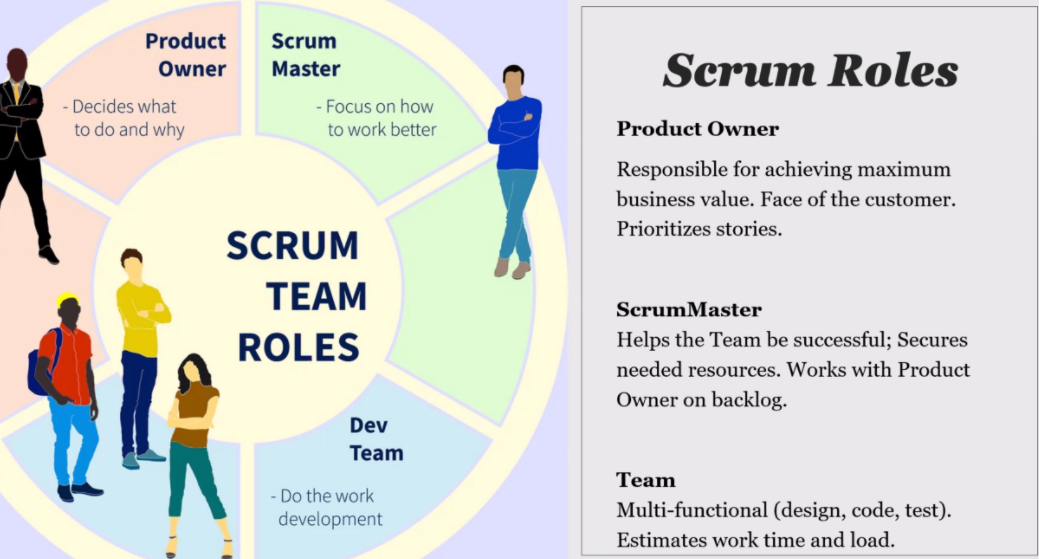 Product
Owner
- Decides what
to do and why
Scrum
Master
- Focus on how
to work better
SCRUM
TEAM
ROLES
Dev
Team
- Do the work
development
Scrum Roles
Product Owner
Responsible for achieving maximum
business value. Face of the customer.
Prioritizes stories.
ScrumMaster
Helps the Team be successful; Secures
needed resources. Works with Product
Owner on backlog.
Team
Multi-functional (design, code, test).
Estimates work time and load.